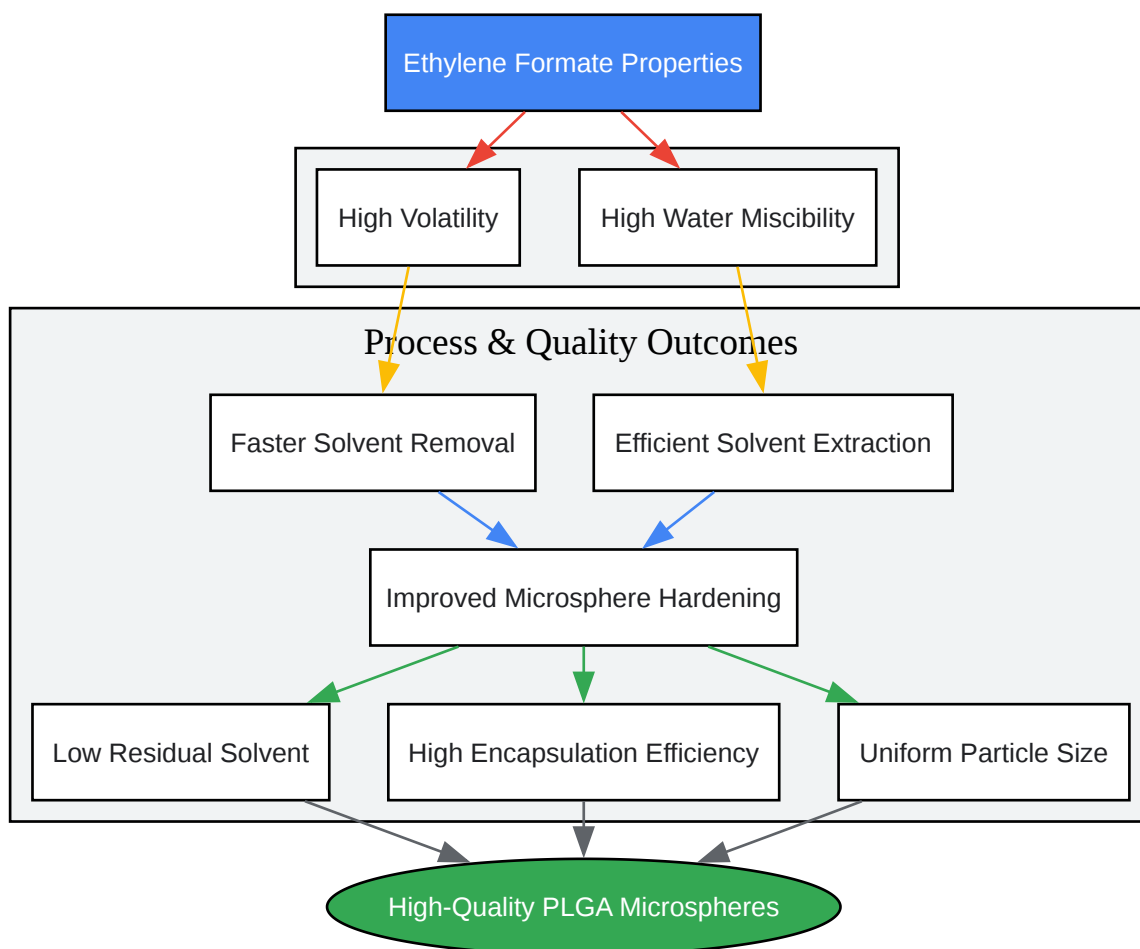 Ethylene Formate Properties
High Volatility
High Water Miscibility
Process & Quality Outcomes
Faster Solvent Removal
Efficient Solvent Extraction
Improved Microsphere Hardening
Low Residual Solvent
High Encapsulation Efficiency
Uniform Particle Size
High-Quality PLGA Microspheres